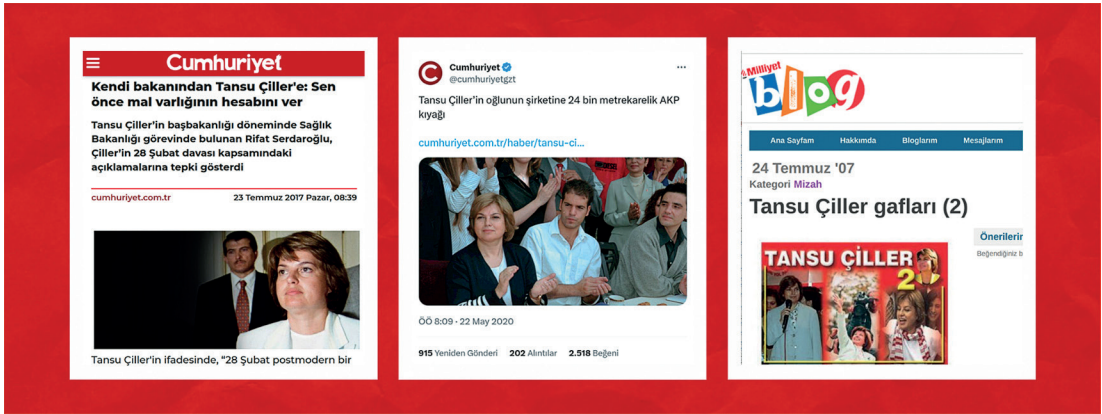 Cumhuriyet
Kendi bakanından Tansu Çiller'e: Sen
önce mal varlığının hesabını ver
Tansu Çiller'in başbakanlığı döneminde Sağlık
Bakanlığı görevinde bulunan Rifat Serdaroğlu,
Çiller'in 28 Şubat davası kapsamındaki
açıklamalarına tepki gösterdi
cumhuriyet.com.tr 23 Temmuz 2017 Pazar, 08:39
Tansu Çiller'in ifadesinde, "28 Şubat postmodern bir
C
Cumhuriyet
@cumhuriyetgzt
Tansu Çiller'in oğlunun şirketine 24 bin metrekarelik AKP
kıyağı
cumhuriyet.com.tr/haber/tansu-ci...
ÖÖ 8:09 · 22 May 2020
915 Yeniden Gönderi 202 Alıntılar 2.518 Beğeni
Milliyet
blog
Ana Sayfam Hakkımda Bloglarım Mesajlarım
24 Temmuz '07
Kategori Mizah
Tansu Çiller gafları (2)
Önerilerin
Beğendiğiniz b
TANSU ÇİLLER
2